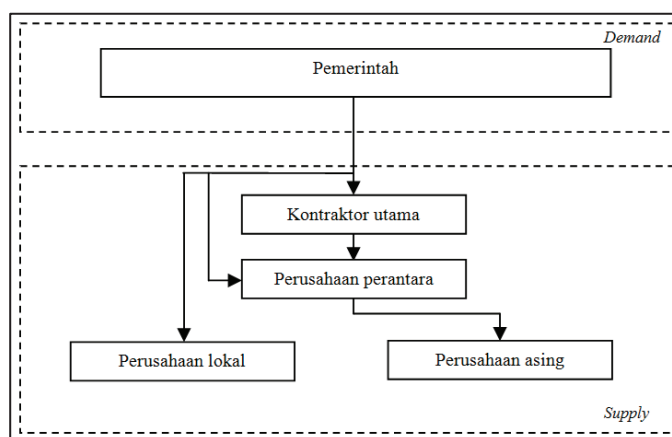 Demand
Pemerintah
Kontraktor utama
Perusahaan perantara
Perusahaan lokal
Perusahaan asing
Supply